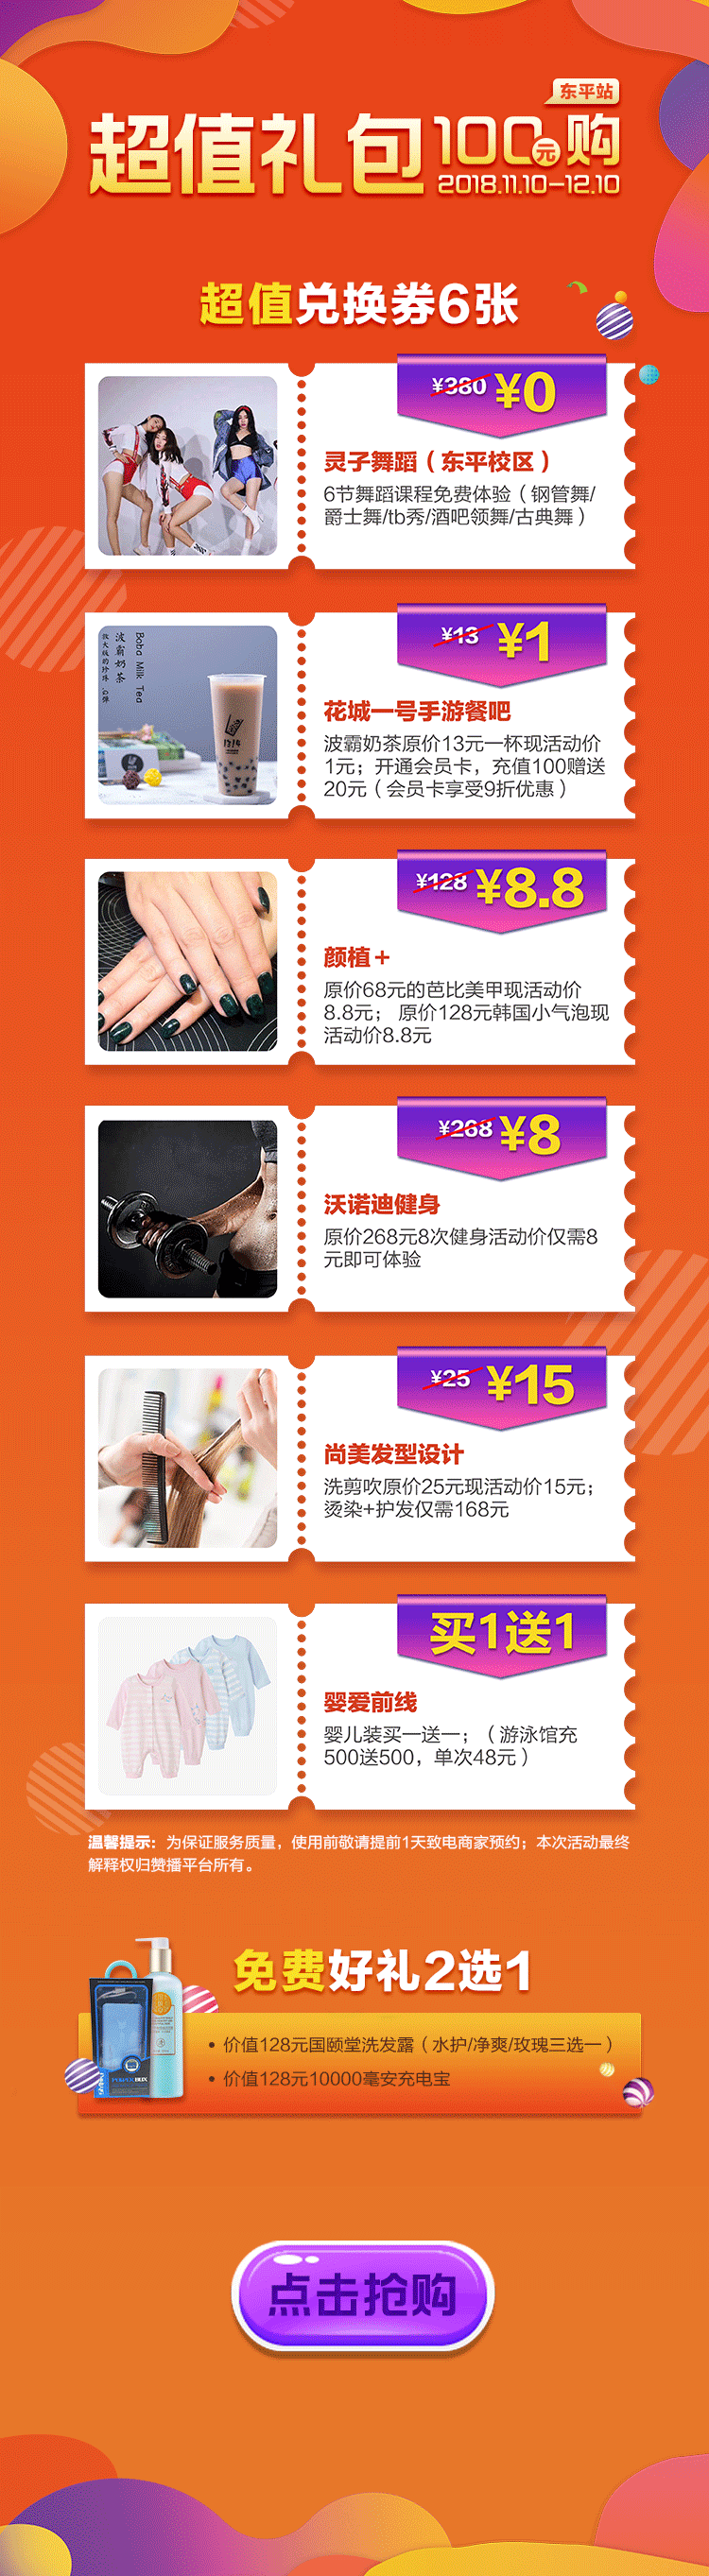 东平站
超值礼包100元购
2018.11.10-12.10
超值兑换券6张
¥380 ¥0
灵子舞蹈（东平校区）
6节舞蹈课程免费体验（钢管舞/
爵士舞/tb秀/酒吧领舞/古典舞）
¥13 ¥1
Boba Milk Tea
波霸奶茶
花城一号手游餐吧
波霸奶茶原价13元一杯现活动价
1元；开通会员卡，充值100赠送
20元（会员卡享受9折优惠）
¥128 ¥8.8
颜植+
原价68元的芭比美甲现活动价
8.8元； 原价128元韩国小气泡现
活动价8.8元
¥268 ¥8
沃诺迪健身
原价268元8次健身活动价仅需8
元即可体验
¥25 ¥15
尚美发型设计
洗剪吹原价25元现活动价15元；
烫染+护发仅需168元
买1送1
婴爱前线
婴儿装买一送一；（游泳馆充
500送500，单次48元）
温馨提示：为保证服务质量，使用前敬请提前1天致电商家预约；本次活动最终
解释权归赞播平台所有。
免费好礼2选1
• 价值128元国颐堂洗发露（水护/净爽/玫瑰三选一）
• 价值128元10000毫安充电宝
点击抢购